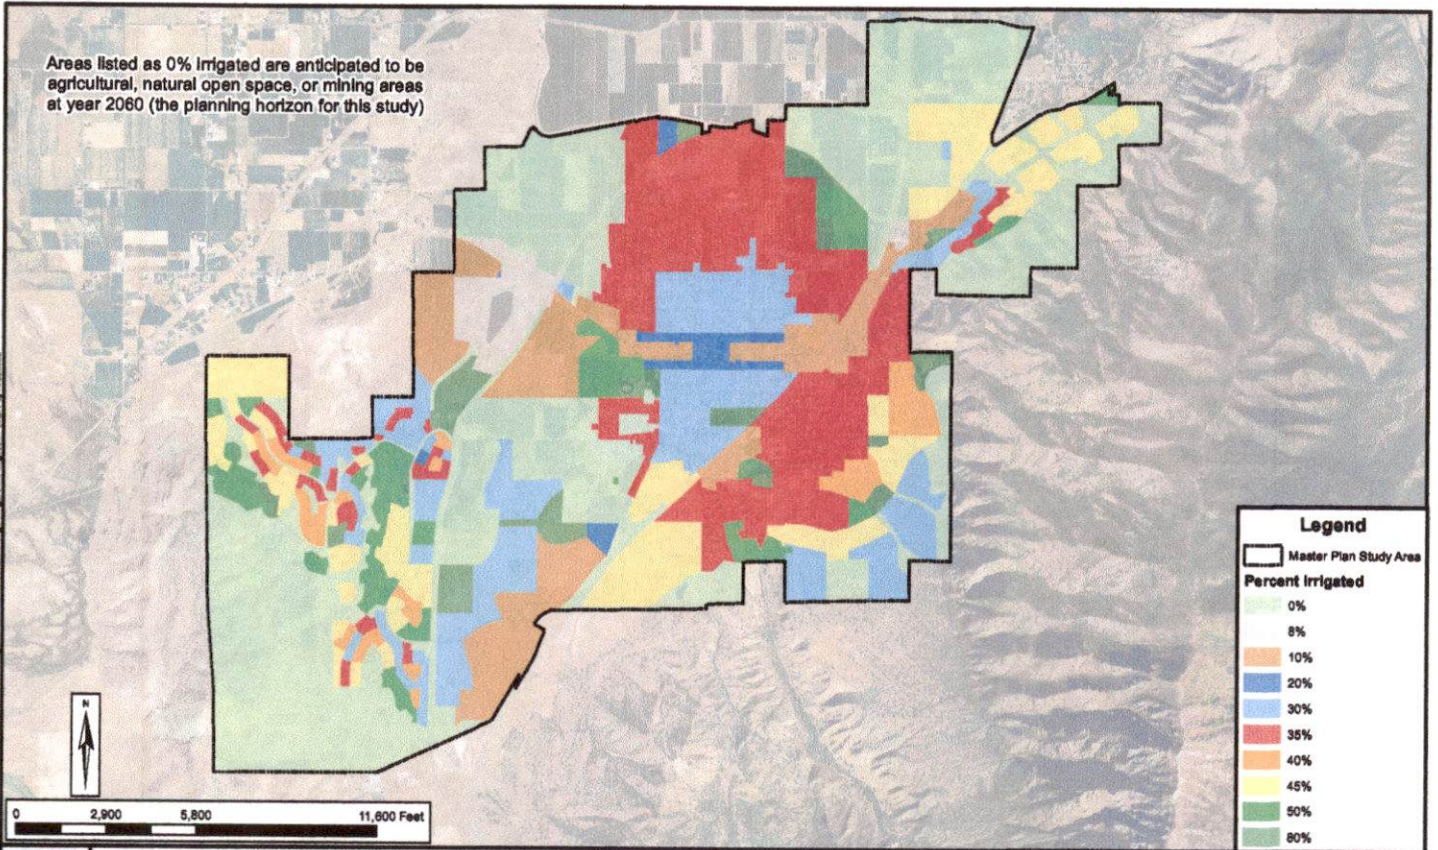 Areas listed as 0% irrigated are anticipated to be
agricultural, natural open space, or mining areas
at year 2060 (the planning horizon for this study)
N
0 2,900 5,800 11,600 Feet
Legend
Master Plan Study Area
Percent Irrigated
0%
8%
10%
20%
30%
35%
40%
45%
50%
80%